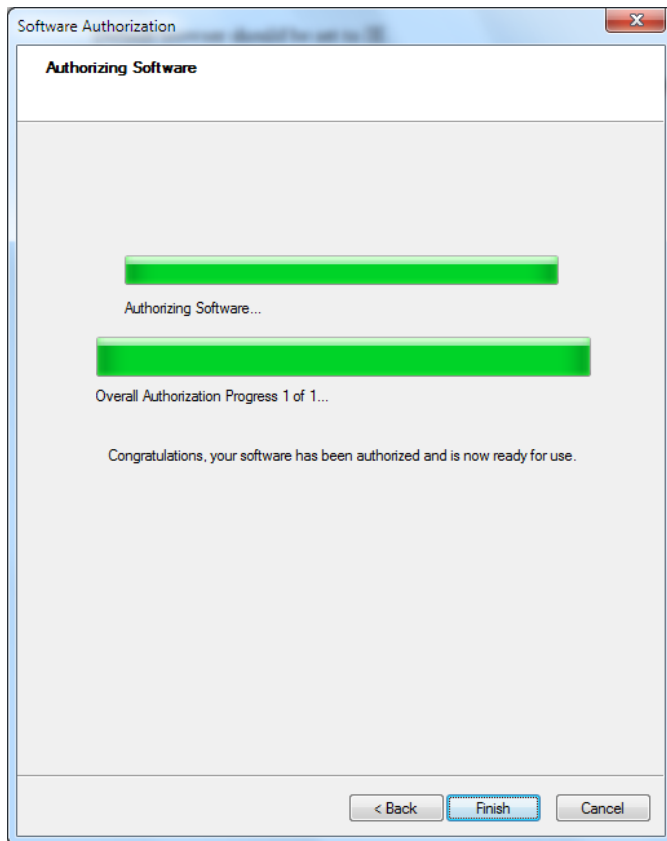 Software Authorization
Authorizing Software
Authorizing Software...
Overall Authorization Progress 1 of 1...
Congratulations, your software has been authorized and is now ready for use.
< Back
Finish
Cancel